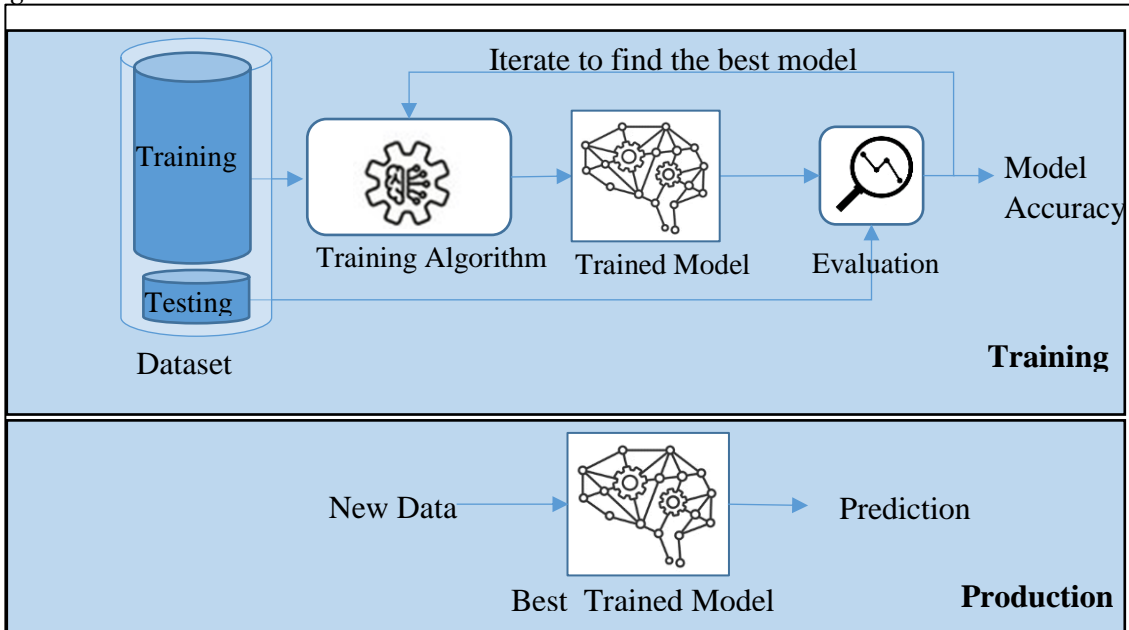 Iterate to find the best model
Training
Model
Accuracy
Training Algorithm
Trained Model
Evaluation
Testing
Dataset
Training
New Data
Prediction
Best Trained Model
Production